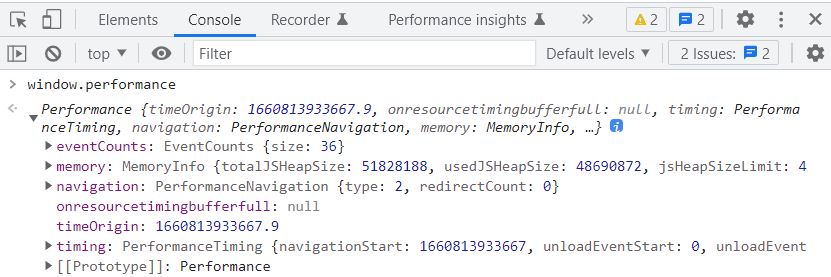 Elements Console Recorder Performance insights » 2 2
top Filter Default levels 2 Issues: 2
> window.performance
Performance {timeOrigin: 1660813933667.9, onresourcetimingbufferfull: null, timing: Performa
nceTiming, navigation: PerformanceNavigation, memory: MemoryInfo, …} i
eventCounts: EventCounts {size: 36}
memory: MemoryInfo {totalJSHeapSize: 51828188, usedJSHeapSize: 48690872, jsHeapSizeLimit: 4
navigation: PerformanceNavigation {type: 2, redirectCount: 0}
onresourcetimingbufferfull: null
timeOrigin: 1660813933667.9
timing: PerformanceTiming {navigationStart: 1660813933667, unloadEventStart: 0, unloadEvent
[[Prototype]]: Performance